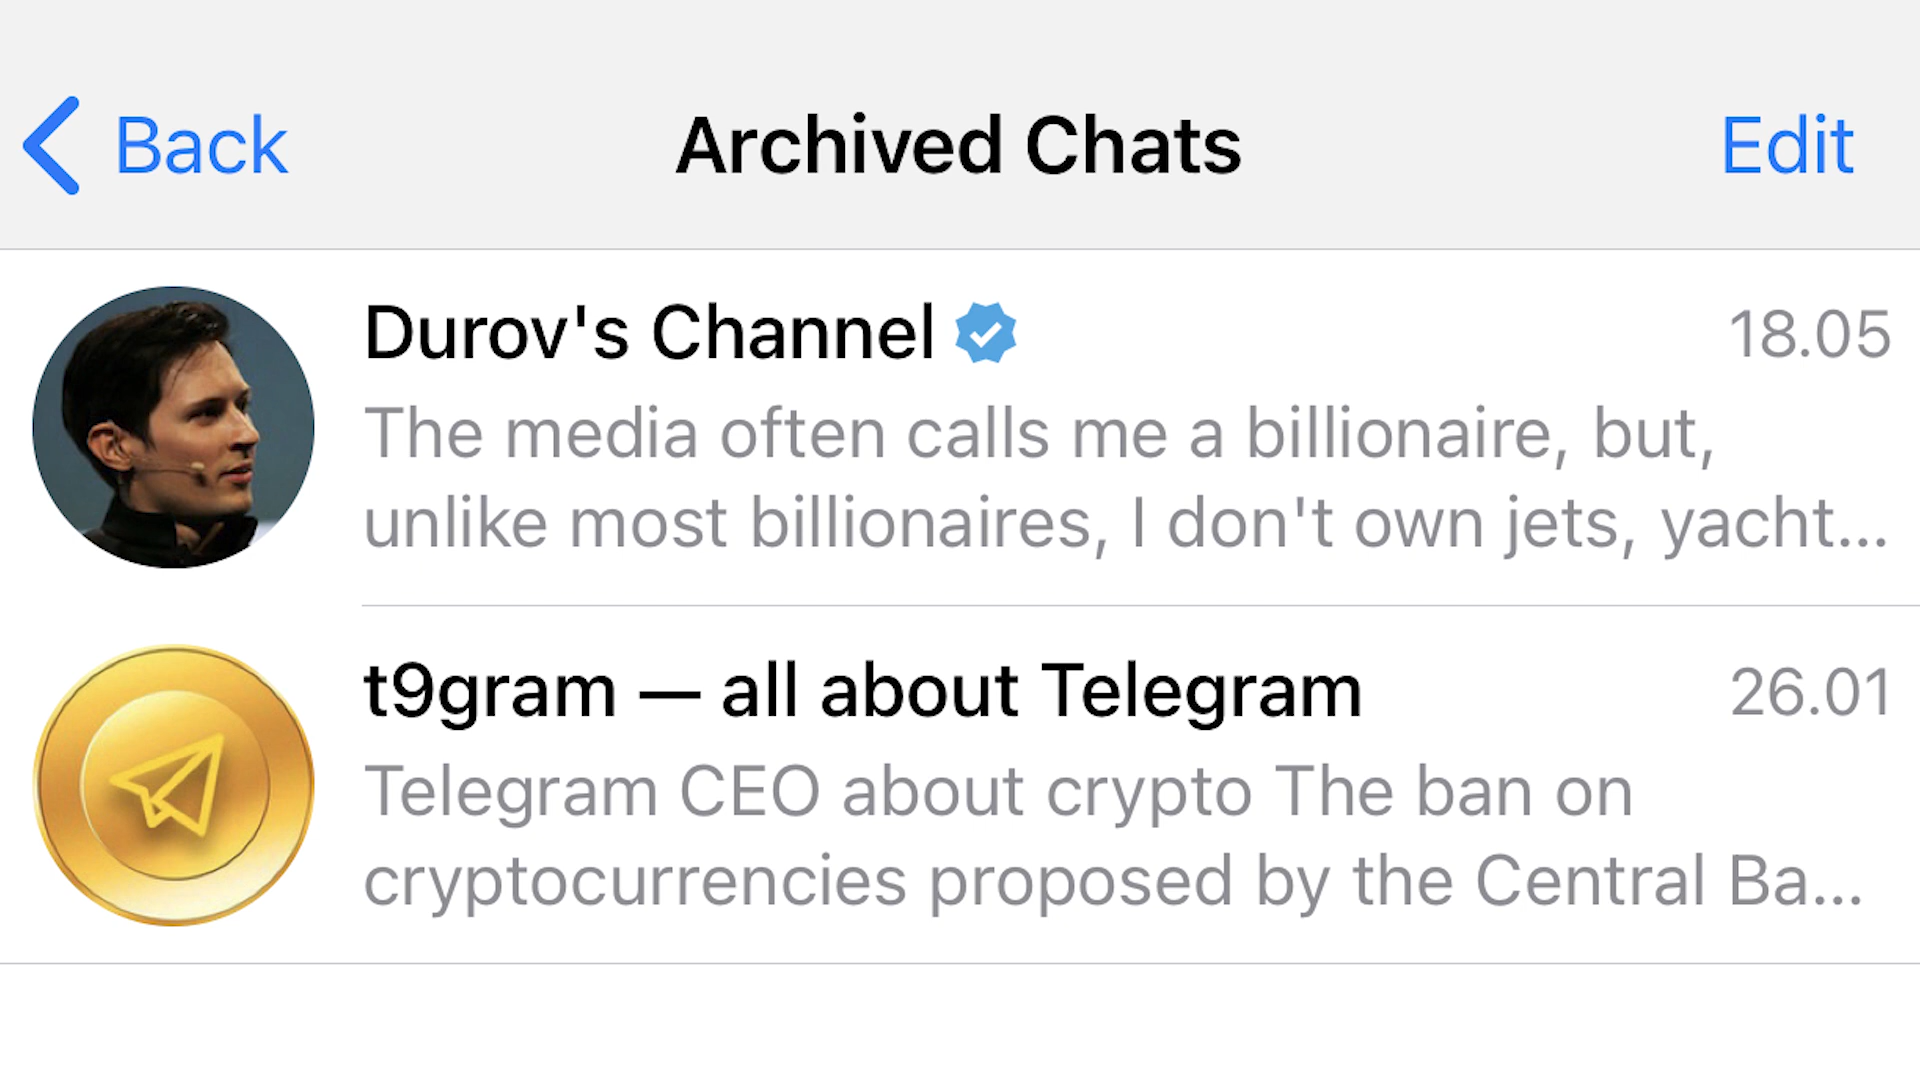 Back Archived Chats Edit
Durov's Channel 18.05
The media often calls me a billionaire, but,
unlike most billionaires, I don't own jets, yacht...
t9gram — all about Telegram 26.01
Telegram CEO about crypto The ban on
cryptocurrencies proposed by the Central Ba...